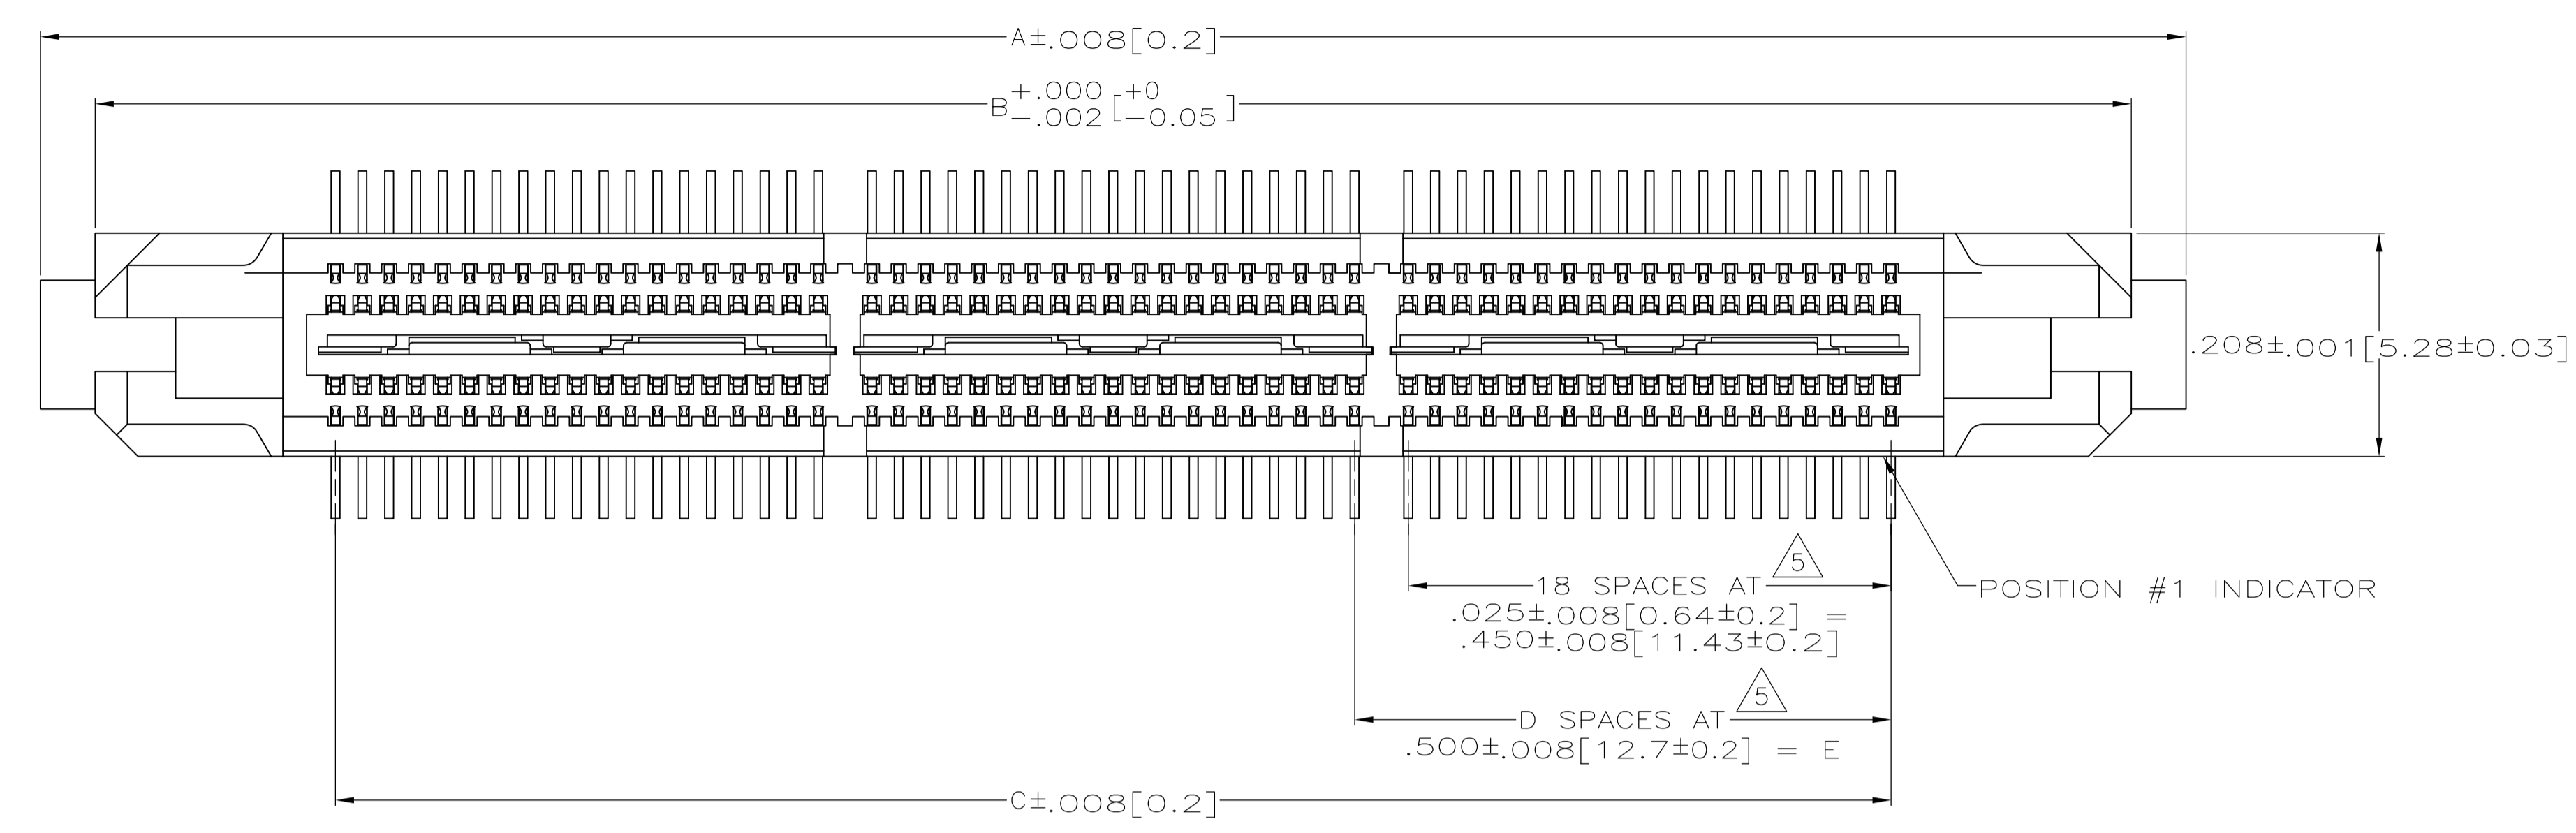 A±.008[0.2]
B +.000 -.002 [+0 -0.05]
.208±.001[5.28±0.03]
5
18 SPACES AT
.025±.008[0.64±0.2] =
.450±.008[11.43±0.2]
POSITION #1 INDICATOR
5
D SPACES AT
.500±.008[12.7±0.2] = E
C±.008[0.2]